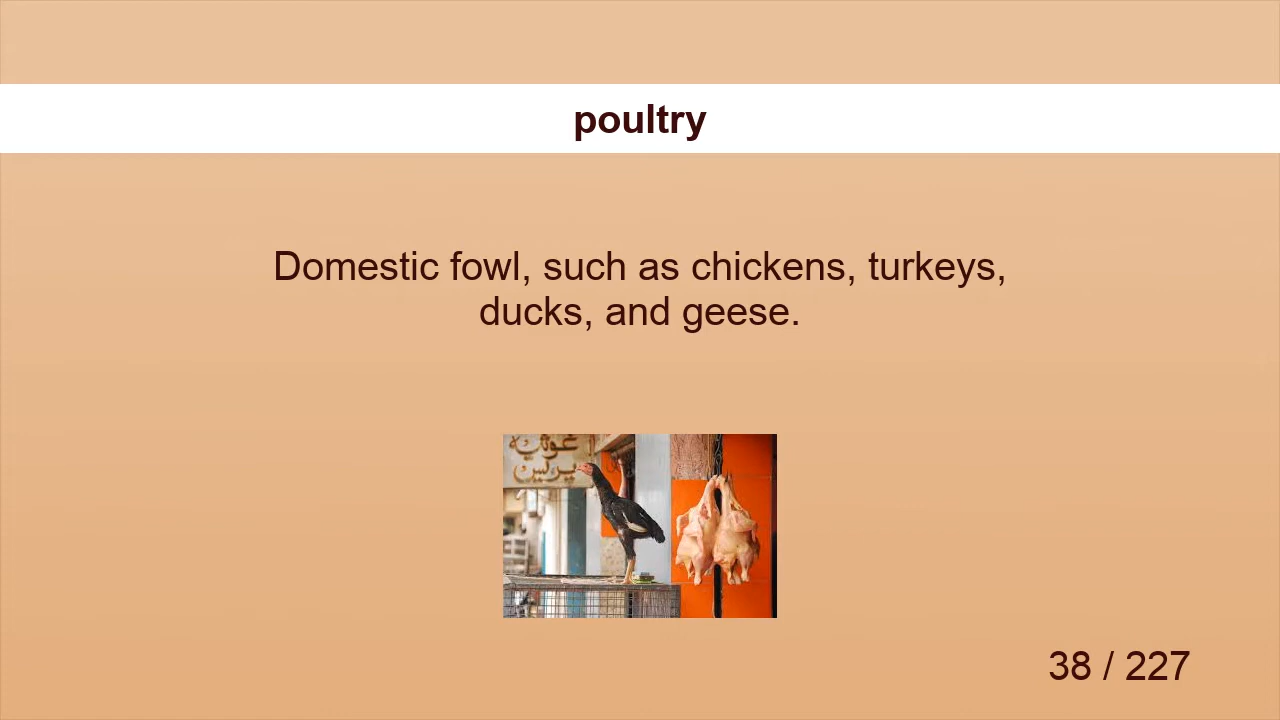 poultry
Domestic fowl, such as chickens, turkeys,
ducks, and geese.
38 / 227